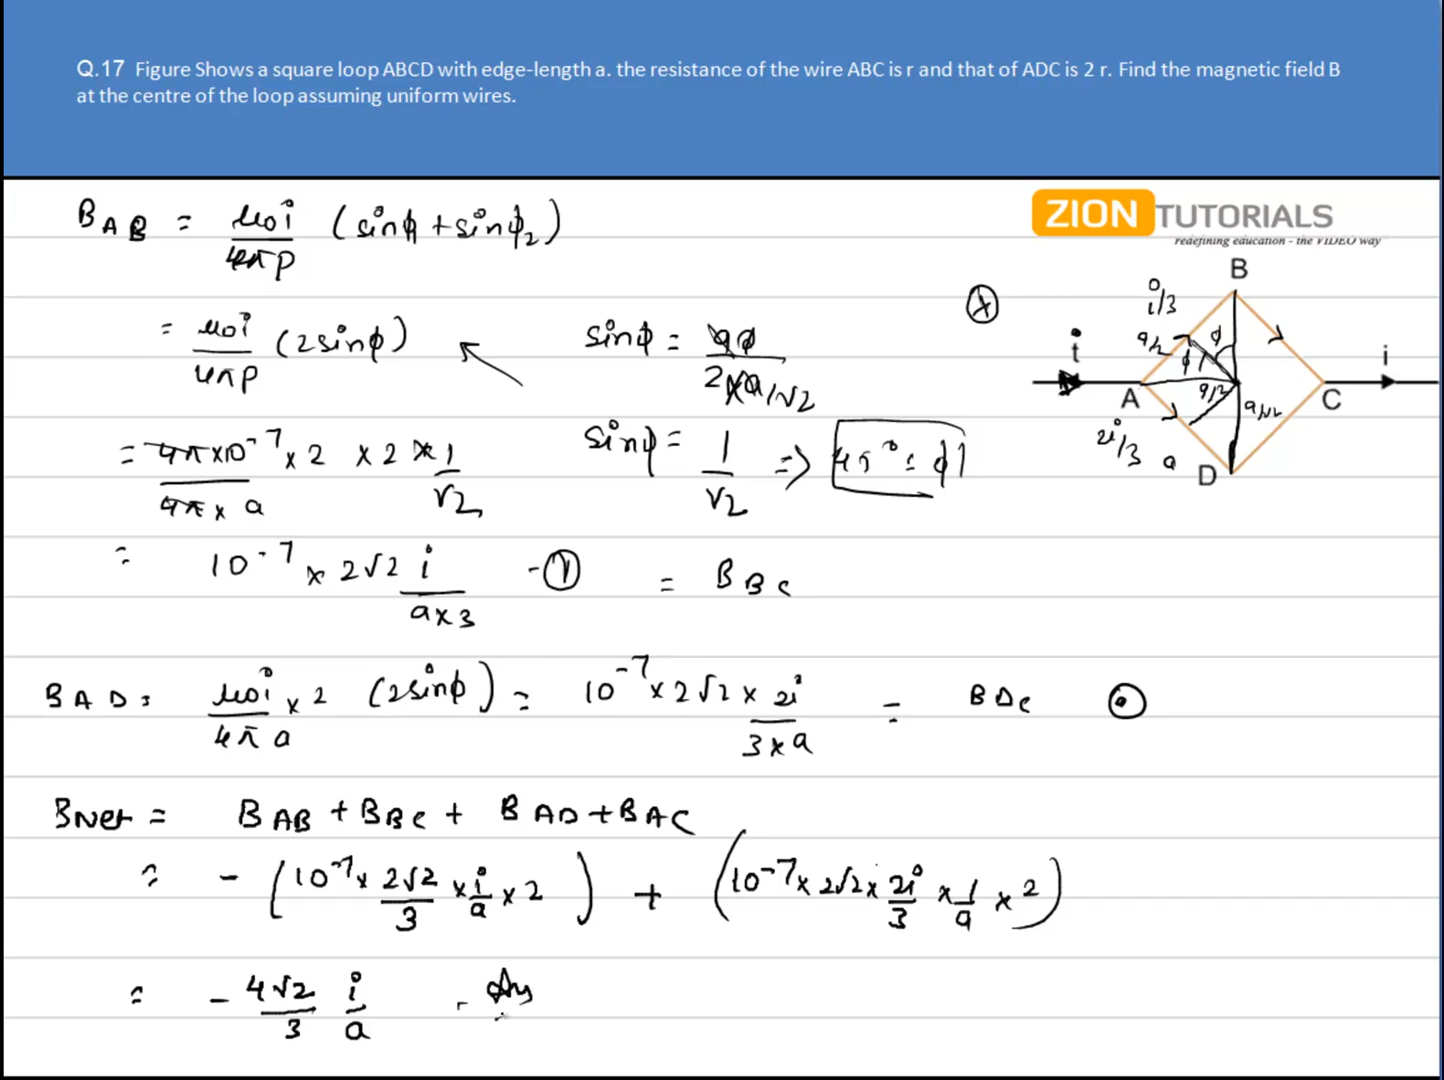 Q.17 Figure Shows a square loop ABCD with edge-length a. the resistance of the wire ABC is r and that of ADC is 2 r. Find the magnetic field B
at the centre of the loop assuming uniform wires.
ZION TUTORIALS
redefining education - the VIDEO way
B_AB = μ₀i/4πp (sinϕ₁ + sinϕ₂)
= μ₀i/4πp (2sinϕ)
sinϕ = a/(2×a/√2)
= 4π×10⁻⁷/(4π×a) ×2 ×2 ×1/√2
sinϕ = 1/√2 => 45° = ϕ
= 10⁻⁷ × 2√2 i/(a×3) -① = B_BC
B_AD = μ₀i/4πa ×2 (2sinϕ) = 10⁻⁷ × 2√2 × 2i/(3×a) = B_DC ⊙
B_Net = B_AB + B_BC + B_AD + B_AC
= -(10⁻⁷ × 2√2/3 × i/a × 2) + (10⁻⁷ × 2√2 × 2i/3 × 1/a × 2)
= - 4√2/3 i/a - Ans
ⓧ
B
i/3
a/2
ϕ
ϕ
i
i
A
a/2
a/√2
C
2i/3
a
D